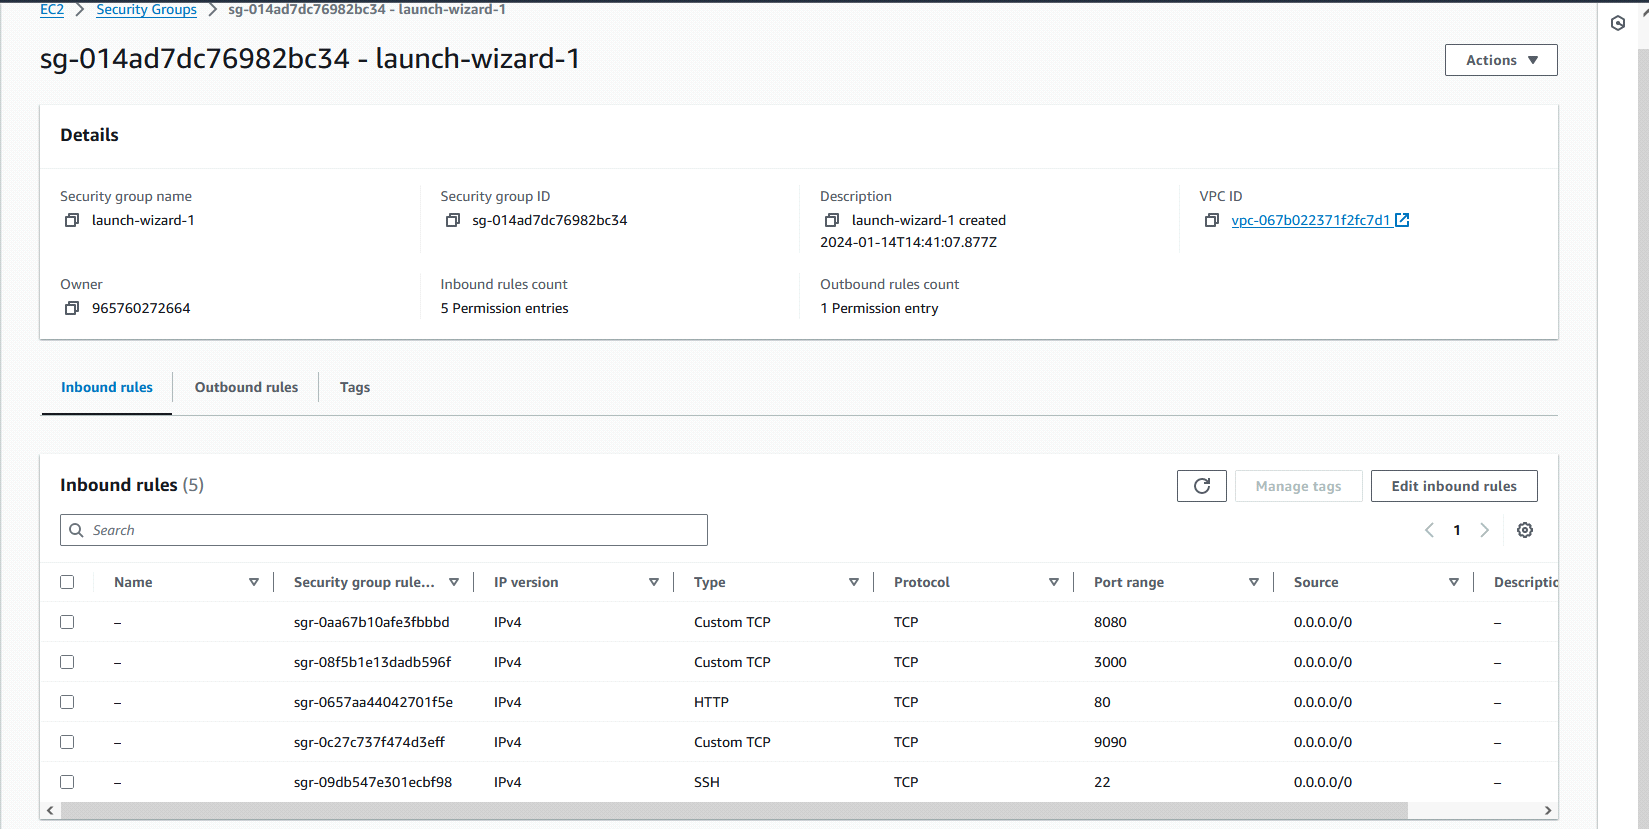 EC2 > Security Groups > sg-014ad7dc76982bc34 - launch-wizard-1
sg-014ad7dc76982bc34 - launch-wizard-1
Actions
Details
Security group name
launch-wizard-1
Security group ID
sg-014ad7dc76982bc34
Description
launch-wizard-1 created
2024-01-14T14:41:07.877Z
VPC ID
vpc-067b022371f2fc7d1
Owner
965760272664
Inbound rules count
5 Permission entries
Outbound rules count
1 Permission entry
Inbound rules Outbound rules Tags
Inbound rules (5)
Manage tags Edit inbound rules
Search
1
Name Security group rule... IP version Type Protocol Port range Source Descriptio
– sgr-0aa67b10afe3fbbbd IPv4 Custom TCP TCP 8080 0.0.0.0/0 –
– sgr-08f5b1e13dadb596f IPv4 Custom TCP TCP 3000 0.0.0.0/0 –
– sgr-0657aa44042701f5e IPv4 HTTP TCP 80 0.0.0.0/0 –
– sgr-0c27c737f474d3eff IPv4 Custom TCP TCP 9090 0.0.0.0/0 –
– sgr-09db547e301ecbf98 IPv4 SSH TCP 22 0.0.0.0/0 –